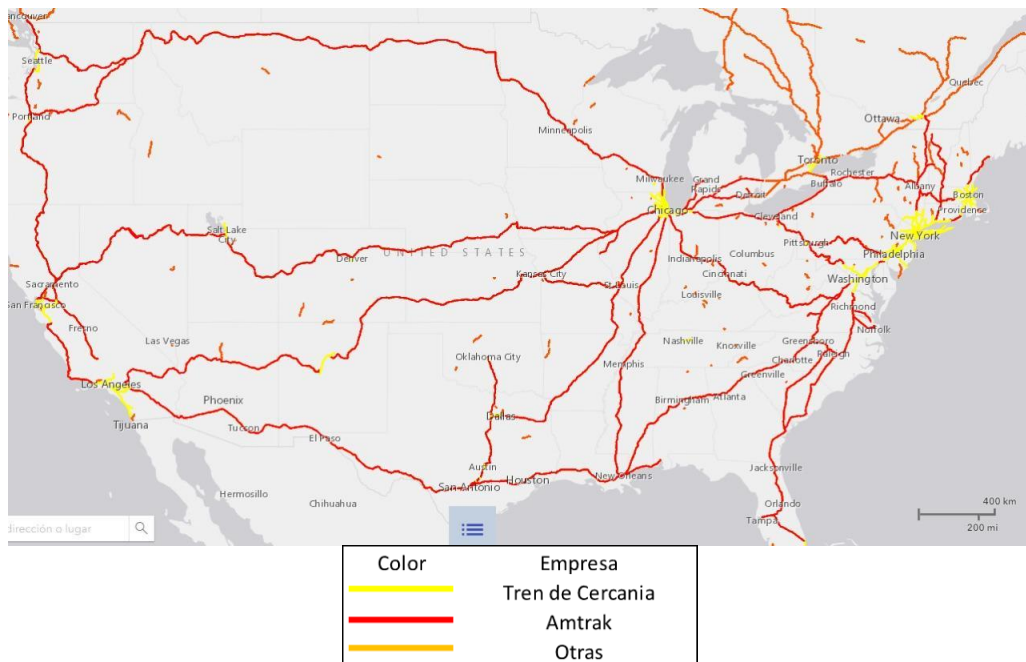 ancouver
Seattle
Portland
Minneapolis
Milwaukee
Grand
Rapids
Detroit
Chicago
Toronto
Ottawa
Quebec
Rochester
Buffalo
Albany
Boston
Providence
Cleveland
New York
Pittsburgh
Philadelphia
Salt Lake
City
Denver
UNITED STATES
Indianapolis
Columbus
Cincinnati
Washington
Kansas City
St Louis
Louisville
Richmond
Norfolk
Sacramento
San Francisco
Fresno
Las Vegas
Oklahoma City
Nashville
Knoxville
Greensboro
Raleigh
Charlotte
Greenville
Memphis
Los Angeles
Phoenix
Birmingham
Atlanta
Tijuana
Tucson
El Paso
Dallas
Austin
San Antonio
Houston
New Orleans
Jacksonville
Orlando
Tampa
Hermosillo
Chihuahua
400 km
200 mi
dirección o lugar
Color Empresa
Tren de Cercania
Amtrak
Otras